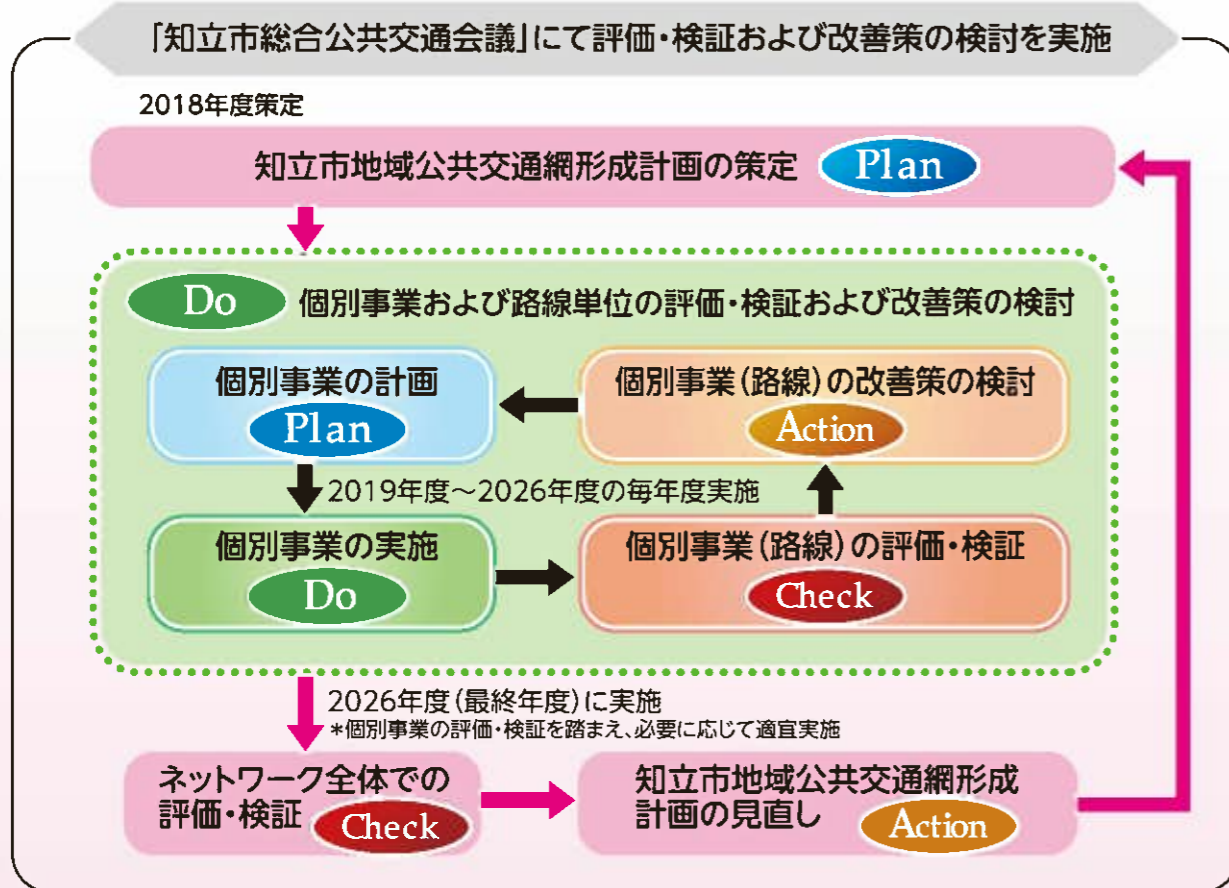 「知立市総合公共交通会議」にて評価・検証および改善策の検討を実施
2018年度策定
知立市地域公共交通網形成計画の策定 Plan
Do 個別事業および路線単位の評価・検証および改善策の検討
個別事業の計画
Plan
個別事業(路線)の改善策の検討
Action
2019年度～2026年度の毎年度実施
個別事業の実施
Do
個別事業(路線)の評価・検証
Check
2026年度(最終年度)に実施
*個別事業の評価・検証を踏まえ、必要に応じて適宜実施
ネットワーク全体での
評価・検証 Check
知立市地域公共交通網形成
計画の見直し Action